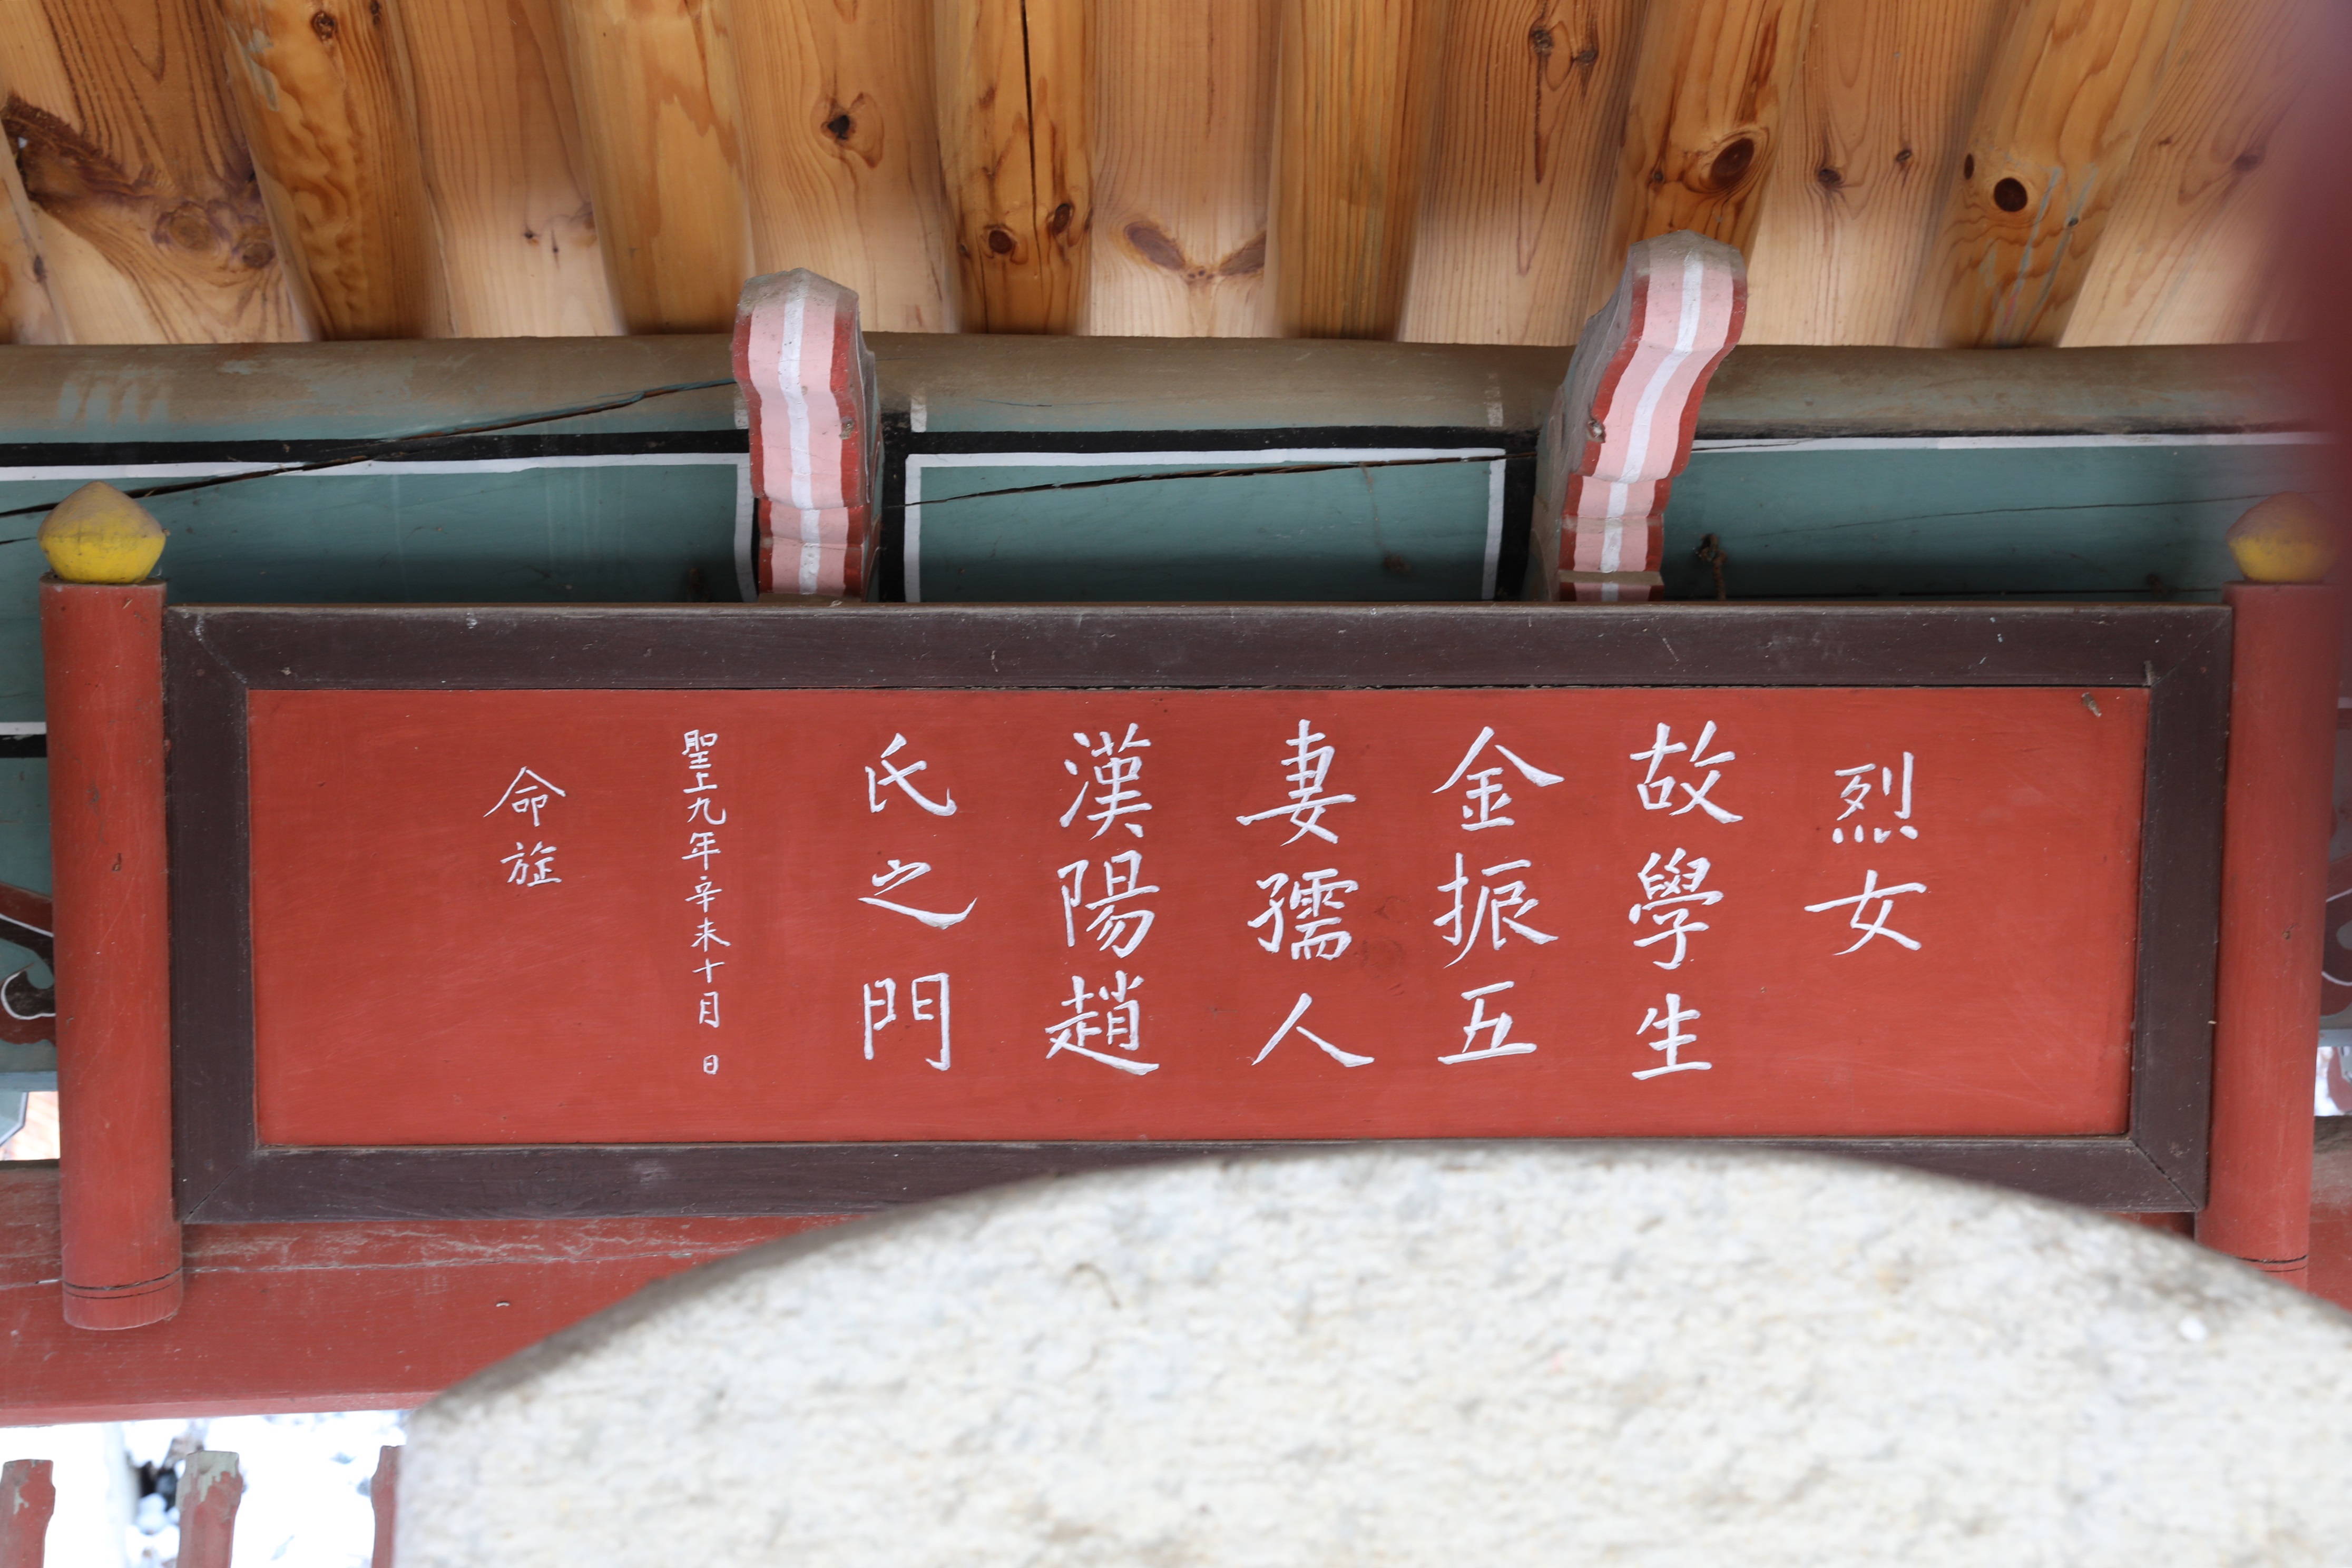 烈女
故學生
金振五
妻孺人
漢陽趙
氏之門
聖上九年辛未十月 日
命旌